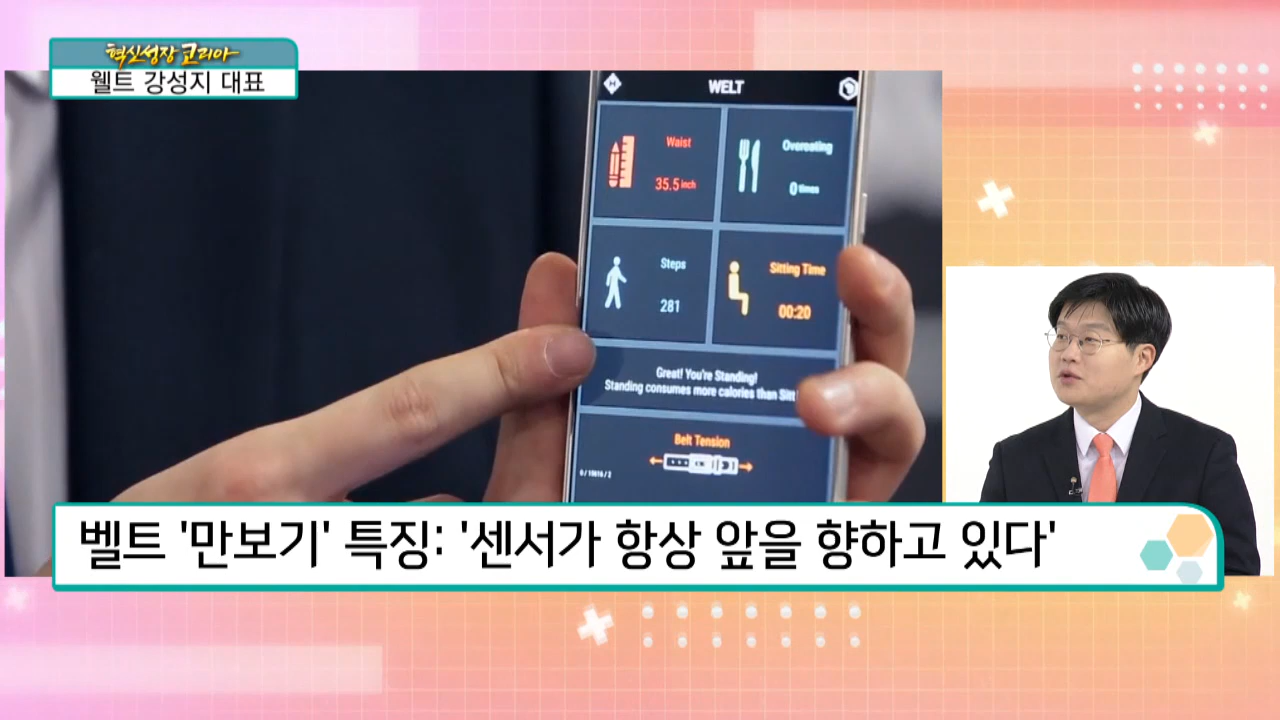 혁신성장 코리아
웰트 강성지 대표
WELT
Waist
35.5 inch
Overeating
0 times
Steps
281
Sitting Time
00:20
Great! You're Standing!
Standing consumes more calories than Sitt
Belt Tension
0 / 10616 / 2
벨트 '만보기' 특징: '센서가 항상 앞을 향하고 있다'